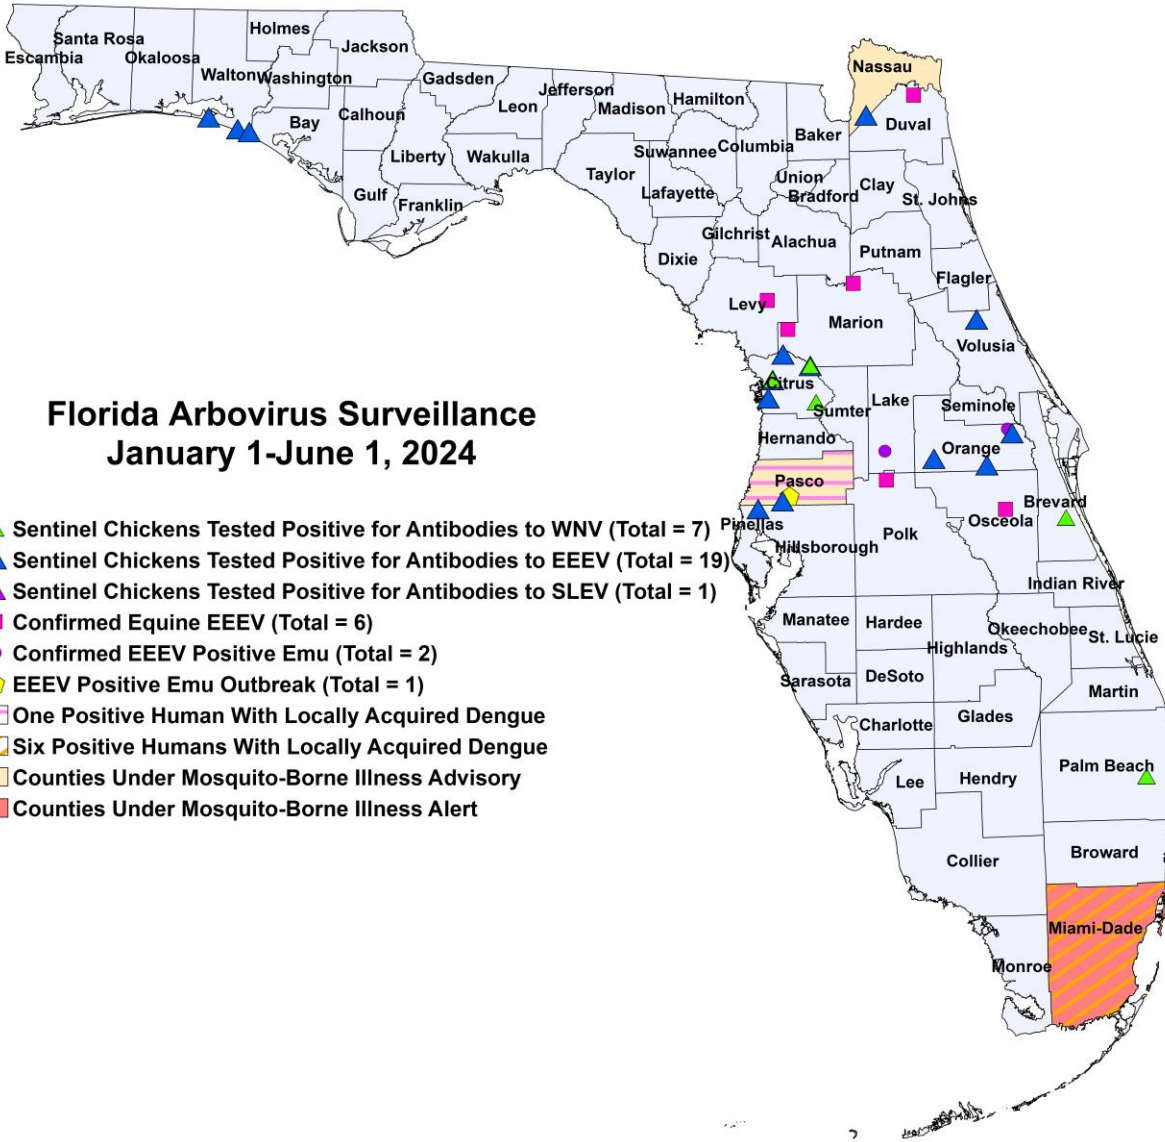 Holmes
Santa Rosa
Jackson
Escambia
Okaloosa
Walton
Washington
Gadsden
Jefferson
Leon
Madison
Hamilton
Nassau
Calhoun
Bay
Baker
Duval
Liberty
Wakulla
Suwannee
Columbia
Taylor
Union
Bradford
Clay
Gulf
Franklin
Lafayette
St. Johns
Gilchrist
Alachua
Putnam
Dixie
Flagler
Levy
Marion
Volusia
Citrus
Sumter
Lake
Seminole
Hernando
Orange
Pasco
Brevard
Osceola
Pinellas
Hillsborough
Polk
Indian River
Manatee
Hardee
Okeechobee
St. Lucie
Highlands
Sarasota
DeSoto
Martin
Charlotte
Glades
Palm Beach
Lee
Hendry
Collier
Broward
Miami-Dade
Monroe
Florida Arbovirus Surveillance
January 1-June 1, 2024
Sentinel Chickens Tested Positive for Antibodies to WNV (Total = 7)
Sentinel Chickens Tested Positive for Antibodies to EEEV (Total = 19)
Sentinel Chickens Tested Positive for Antibodies to SLEV (Total = 1)
Confirmed Equine EEEV (Total = 6)
Confirmed EEEV Positive Emu (Total = 2)
EEEV Positive Emu Outbreak (Total = 1)
One Positive Human With Locally Acquired Dengue
Six Positive Humans With Locally Acquired Dengue
Counties Under Mosquito-Borne Illness Advisory
Counties Under Mosquito-Borne Illness Alert